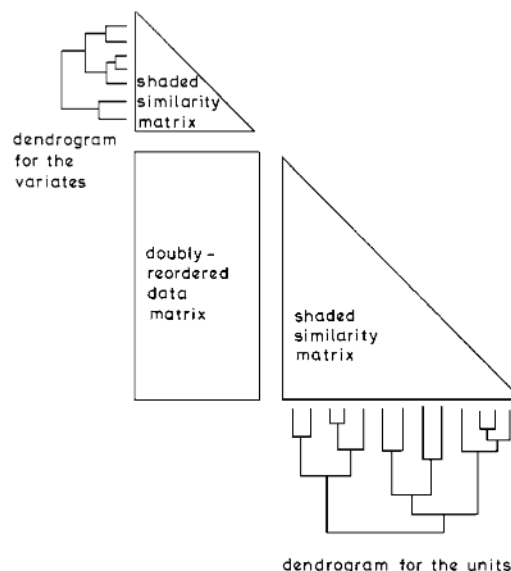 shaded
similarity
matrix
dendrogram
for the
variates
doubly-
reordered
data
matrix
shaded
similarity
matrix
dendrogram for the units